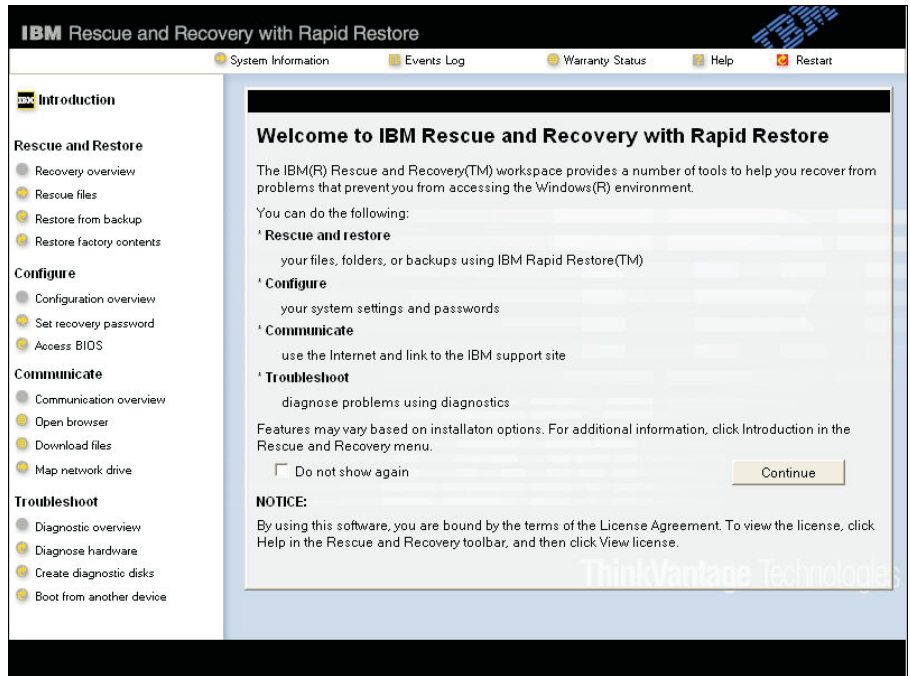 IBM Rescue and Recovery with Rapid Restore
IBM
System Information
Events Log
Warranty Status
Help
Restart
IBM Introduction
Rescue and Restore
Recovery overview
Rescue files
Restore from backup
Restore factory contents
Configure
Configuration overview
Set recovery password
Access BIOS
Communicate
Communication overview
Open browser
Download files
Map network drive
Troubleshoot
Diagnostic overview
Diagnose hardware
Create diagnostic disks
Boot from another device
Welcome to IBM Rescue and Recovery with Rapid Restore
The IBM(R) Rescue and Recovery(TM) workspace provides a number of tools to help you recover from
problems that prevent you from accessing the Windows(R) environment.
You can do the following:
* Rescue and restore
your files, folders, or backups using IBM Rapid Restore(TM)
* Configure
your system settings and passwords
* Communicate
use the Internet and link to the IBM support site
* Troubleshoot
diagnose problems using diagnostics
Features may vary based on installaton options. For additional information, click Introduction in the
Rescue and Recovery menu.
Do not show again
Continue
NOTICE:
By using this software, you are bound by the terms of the License Agreement. To view the license, click
Help in the Rescue and Recovery toolbar, and then click View license.
ThinkVantage Technologies